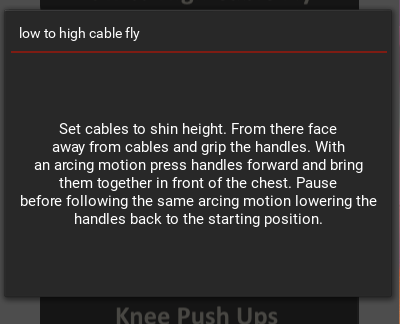 low to high cable fly
Set cables to shin height. From there face
away from cables and grip the handles. With
an arcing motion press handles forward and bring
them together in front of the chest. Pause
before following the same arcing motion lowering the
handles back to the starting position.
Knee Push Ups